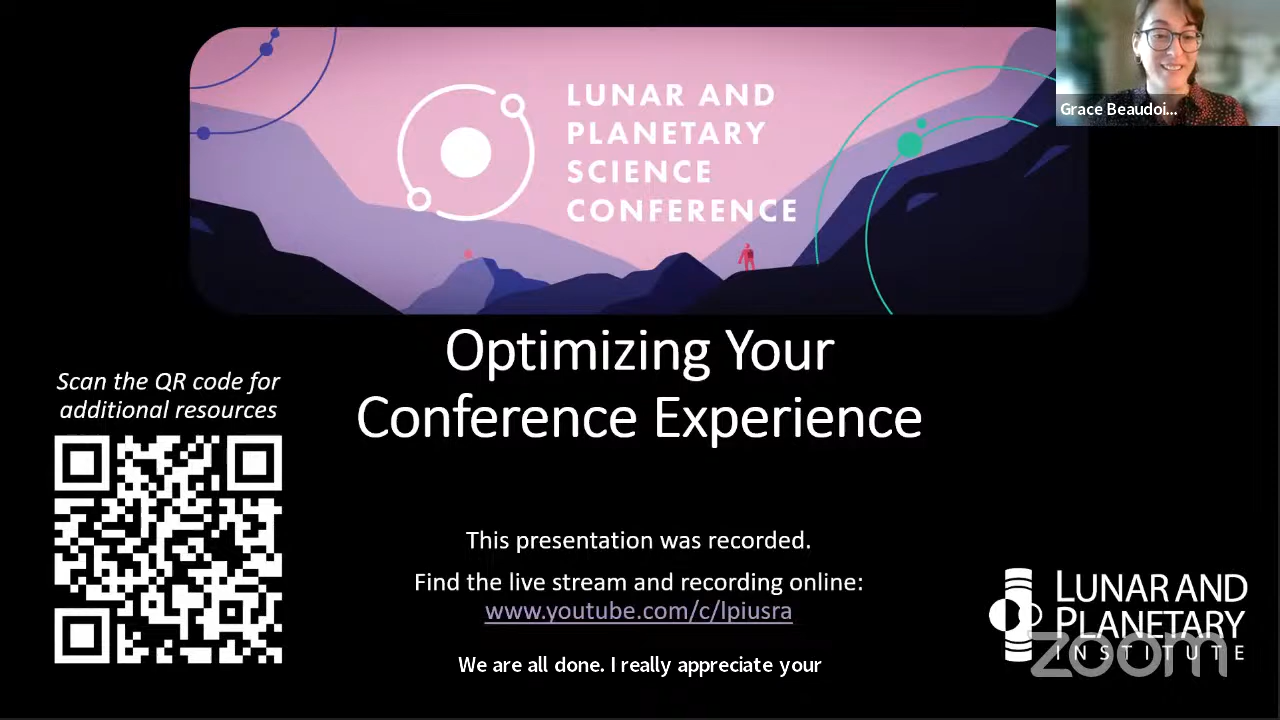 LUNAR AND
PLANETARY
SCIENCE
CONFERENCE
Grace Beaudoi...
Optimizing Your
Conference Experience
Scan the QR code for
additional resources
This presentation was recorded.
Find the live stream and recording online:
www.youtube.com/c/lpiusra
We are all done. I really appreciate your
LUNAR AND
PLANETARY
INSTITUTE
zoom